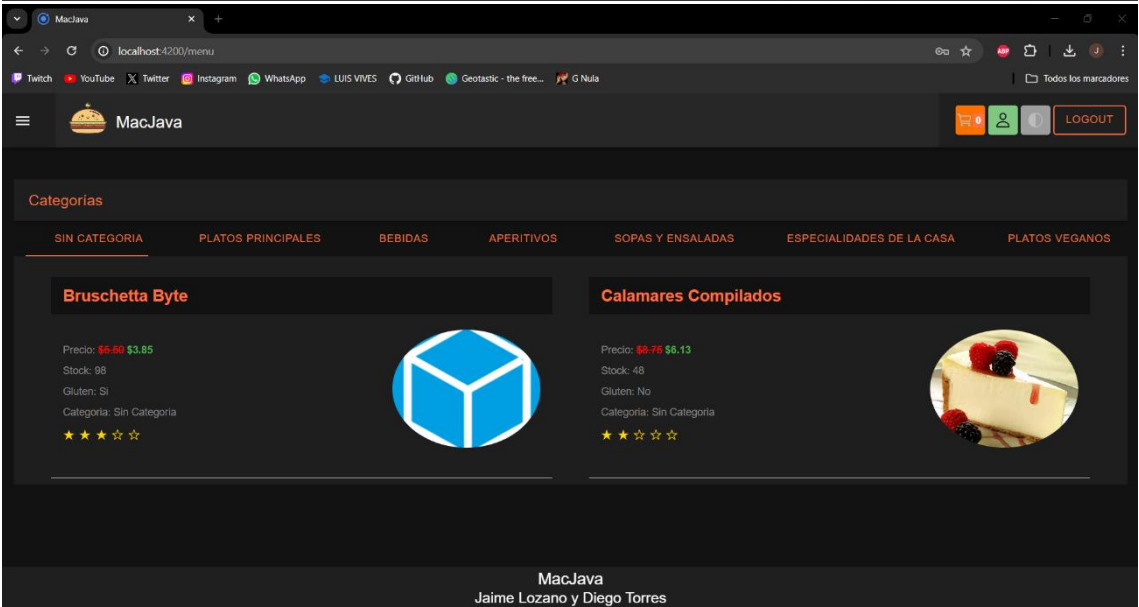 MacJava
localhost:4200/menu
ABP
J
Twitch YouTube Twitter Instagram WhatsApp LUIS VIVES GitHub Geotastic - the free... G Nula Todos los marcadores
MacJava 0 LOGOUT
Categorías
SIN CATEGORIA PLATOS PRINCIPALES BEBIDAS APERITIVOS SOPAS Y ENSALADAS ESPECIALIDADES DE LA CASA PLATOS VEGANOS
Bruschetta Byte
Precio: $5.50 $3.85
Stock: 98
Gluten: Si
Categoria: Sin Categoria
Calamares Compilados
Precio: $8.75 $6.13
Stock: 48
Gluten: No
Categoria: Sin Categoria
MacJava
Jaime Lozano y Diego Torres